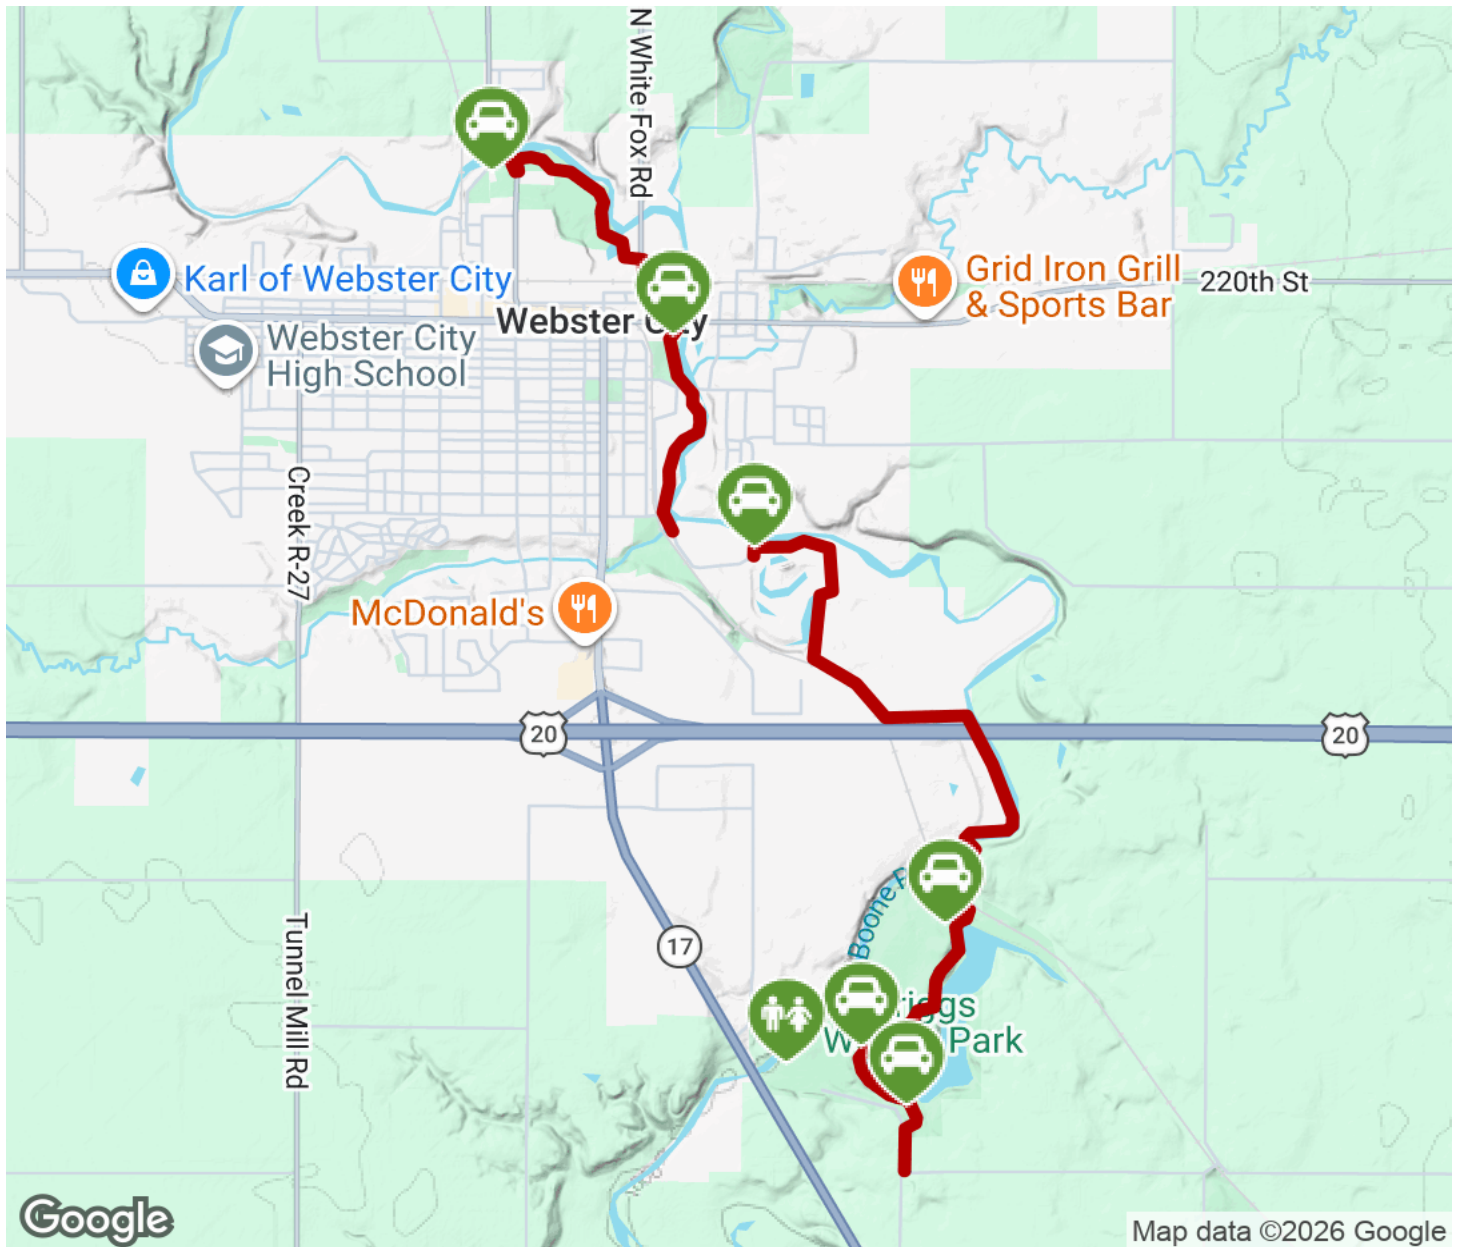 N White Fox Rd
Karl of Webster City
Grid Iron Grill
& Sports Bar
220th St
Webster City
Webster City
High School
Creek R-27
McDonald's
20
20
Tunnel Mill Rd
17
Boone
Park
Google
Map data ©2026 Google